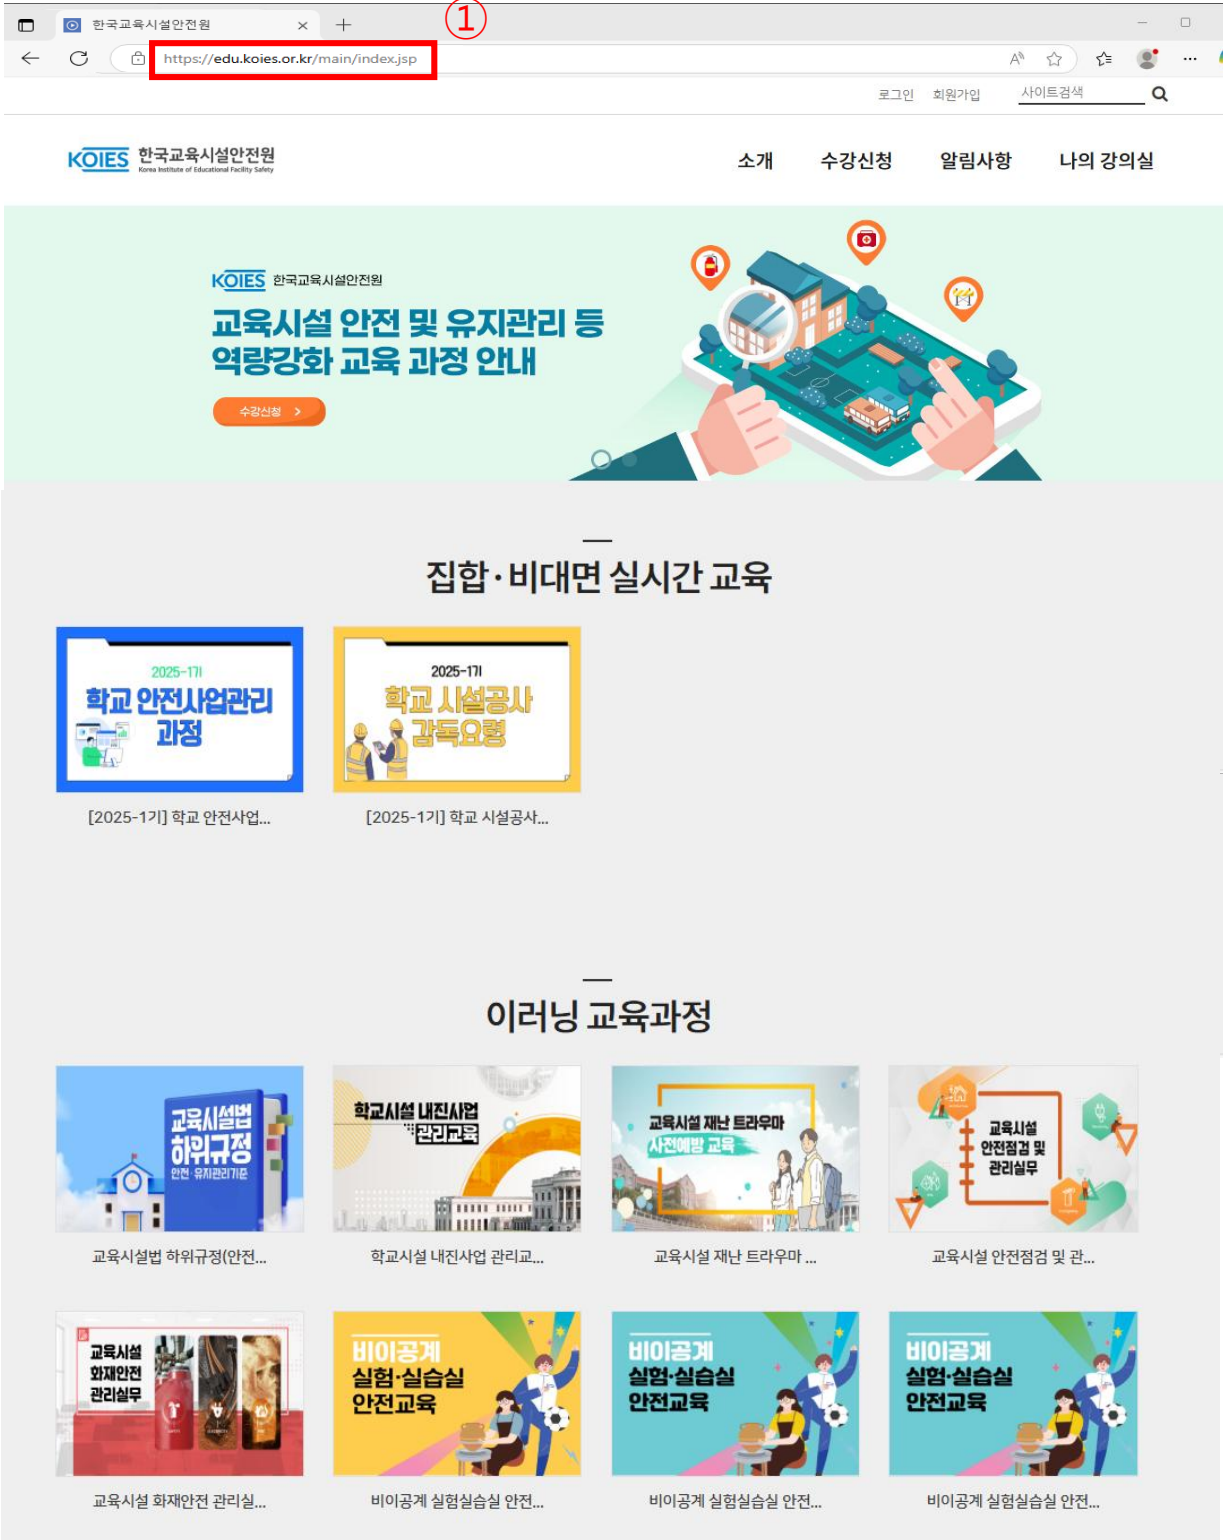 한국교육시설안전원
①
https://edu.koies.or.kr/main/index.jsp
로그인 회원가입 사이트검색
KOIES 한국교육시설안전원
Korea Institute of Educational Facility Safety
소개 수강신청 알림사항 나의 강의실
KOIES 한국교육시설안전원
교육시설 안전 및 유지관리 등
역량강화 교육 과정 안내
수강신청 >
집합·비대면 실시간 교육
2025-1기
학교 안전사업관리
과정
2025-1기
학교 시설공사
감독요령
[2025-1기] 학교 안전사업...
[2025-1기] 학교 시설공사...
이러닝 교육과정
교육시설법
하위규정
안전·유지관리기준
학교시설 내진사업
관리교육
교육시설 재난 트라우마
사전예방 교육
교육시설
안전점검 및
관리실무
교육시설법 하위규정(안전...
학교시설 내진사업 관리교...
교육시설 재난 트라우마 ...
교육시설 안전점검 및 관...
교육시설
화재안전
관리실무
비이공계
실험·실습실
안전교육
비이공계
실험·실습실
안전교육
비이공계
실험·실습실
안전교육
교육시설 화재안전 관리실...
비이공계 실험실습실 안전...
비이공계 실험실습실 안전...
비이공계 실험실습실 안전...